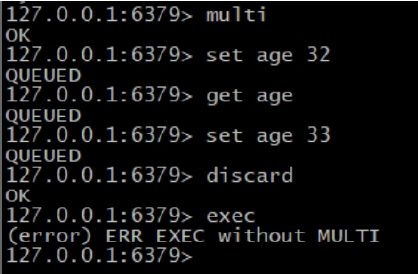 127.0.0.1:6379> multi
OK
127.0.0.1:6379> set age 32
QUEUED
127.0.0.1:6379> get age
QUEUED
127.0.0.1:6379> set age 33
QUEUED
127.0.0.1:6379> discard
OK
127.0.0.1:6379> exec
(error) ERR EXEC without MULTI
127.0.0.1:6379>